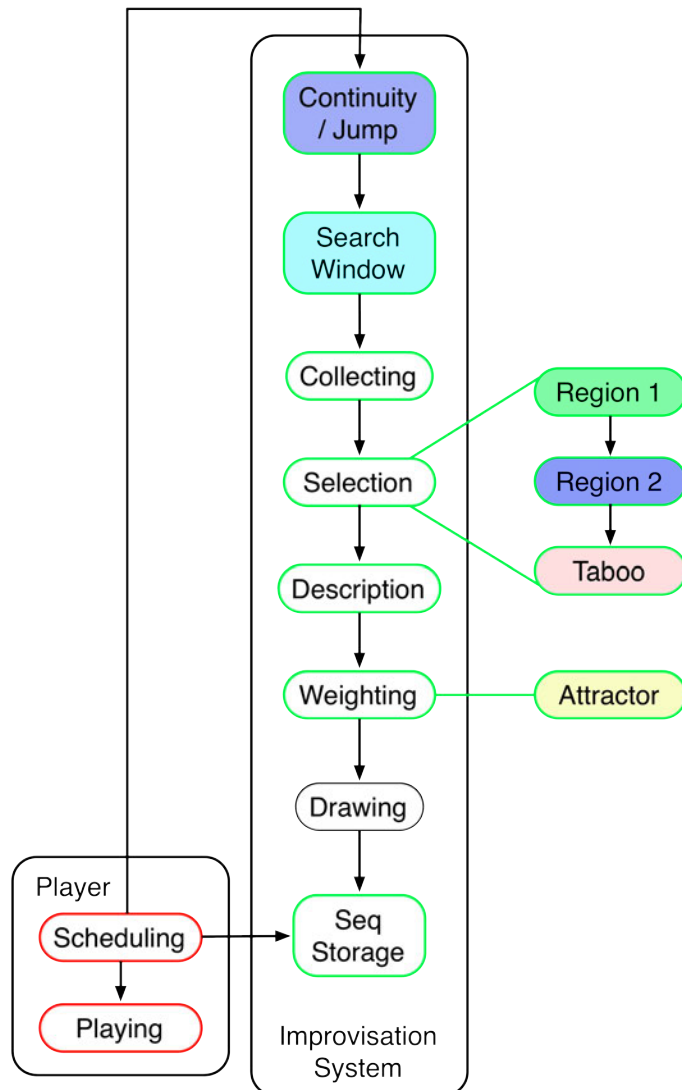 Continuity
/ Jump
Search
Window
Collecting
Selection
Description
Weighting
Drawing
Seq
Storage
Improvisation
System
Region 1
Region 2
Taboo
Attractor
Player
Scheduling
Playing